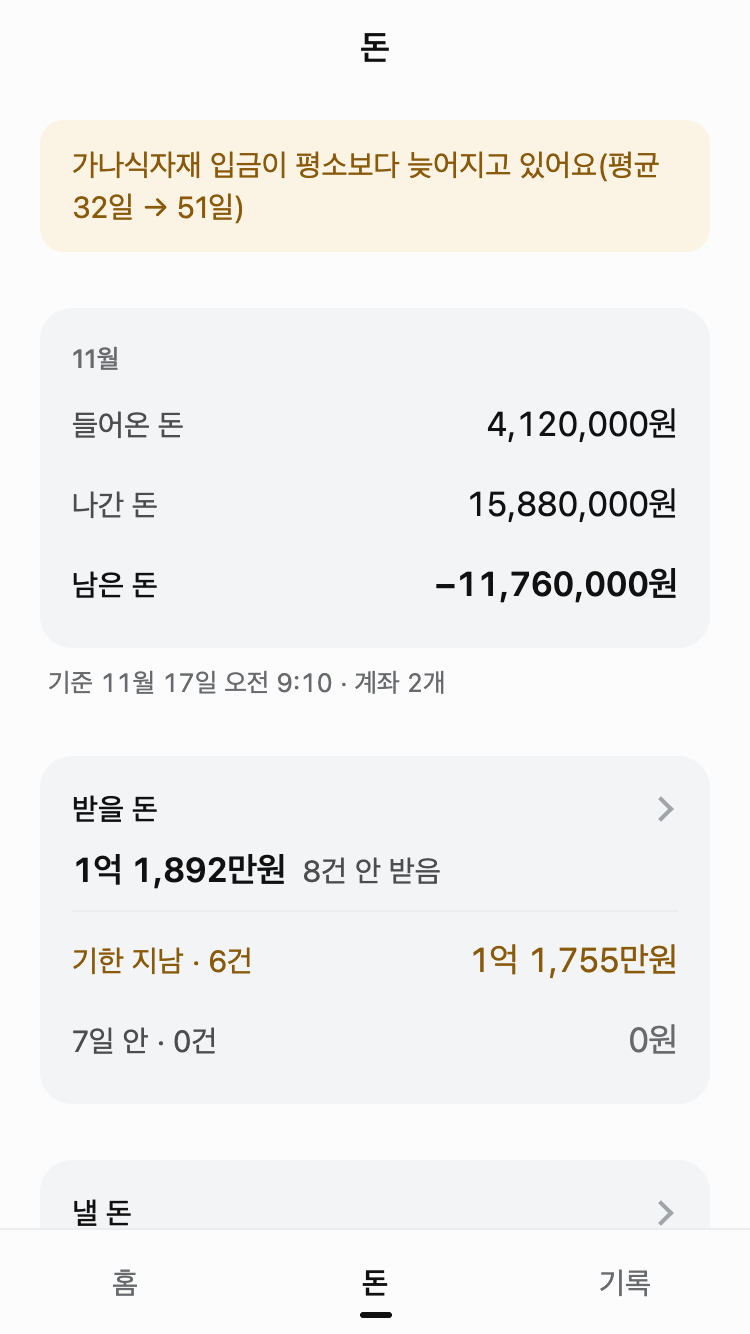 돈
가나식자재 입금이 평소보다 늦어지고 있어요(평균
32일 → 51일)
11월
들어온 돈 4,120,000원
나간 돈 15,880,000원
남은 돈 –11,760,000원
기준 11월 17일 오전 9:10 · 계좌 2개
받을 돈
1억 1,892만원 8건 안 받음
기한 지남 · 6건 1억 1,755만원
7일 안 · 0건 0원
낼 돈
홈 돈 기록